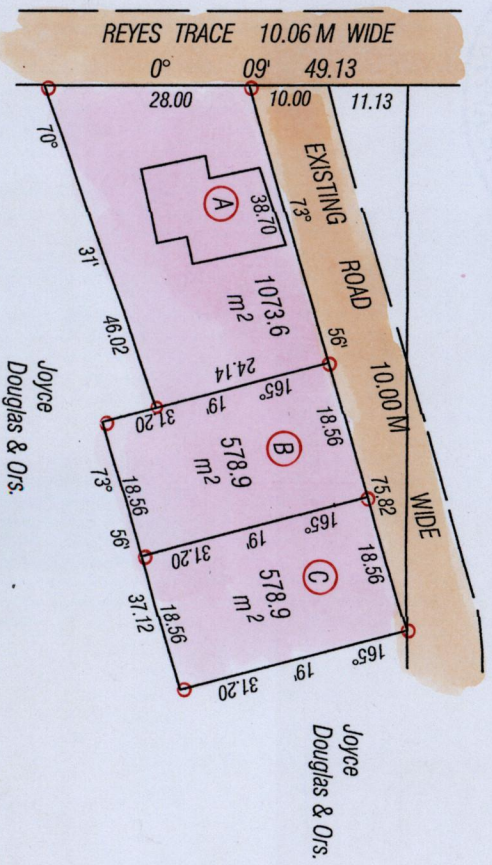 REYES TRACE 10.06 M WIDE
0° 09' 49.13
28.00 10.00 11.13
EXISTING ROAD 10.00 M WIDE
73° 56' 75.82
38.70 18.56 18.56
A
1073.6
m2
70° 31' 46.02
24.14
165° 19' 31.20
B
578.9
m2
165° 19' 31.20
C
578.9
m2
165° 19' 31.20
73° 56' 37.12
18.56 18.56
Joyce
Douglas & Ors.
Joyce
Douglas & Ors.